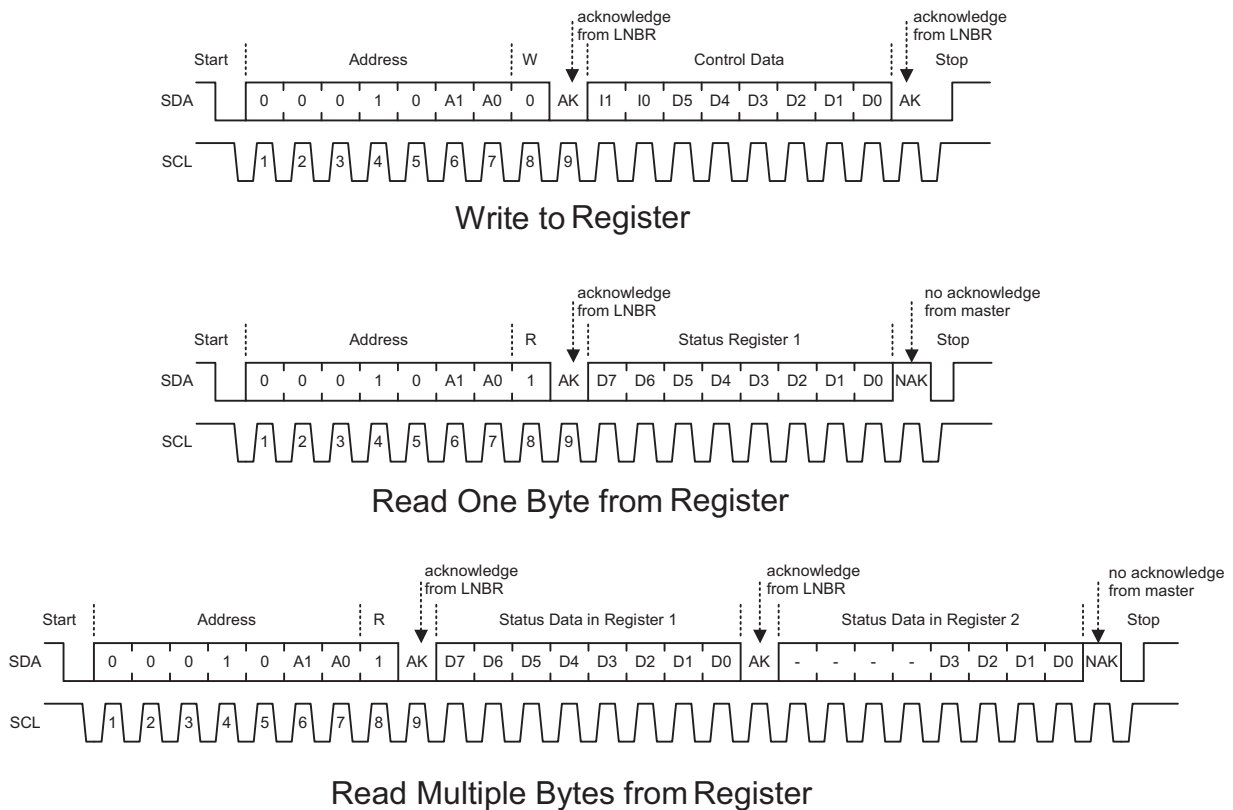 acknowledge from LNBR
acknowledge from LNBR
Start Address W Control Data Stop
SDA 0 0 0 1 0 A1 A0 0 AK I1 I0 D5 D4 D3 D2 D1 D0 AK
SCL 1 2 3 4 5 6 7 8 9
Write to Register
acknowledge from LNBR
no acknowledge from master
Start Address R Status Register 1 Stop
SDA 0 0 0 1 0 A1 A0 1 AK D7 D6 D5 D4 D3 D2 D1 D0 NAK
SCL 1 2 3 4 5 6 7 8 9
Read One Byte from Register
acknowledge from LNBR
acknowledge from LNBR
no acknowledge from master
Start Address R Status Data in Register 1 Status Data in Register 2 Stop
SDA 0 0 0 1 0 A1 A0 1 AK D7 D6 D5 D4 D3 D2 D1 D0 AK - - - - D3 D2 D1 D0 NAK
SCL 1 2 3 4 5 6 7 8 9
Read Multiple Bytes from Register